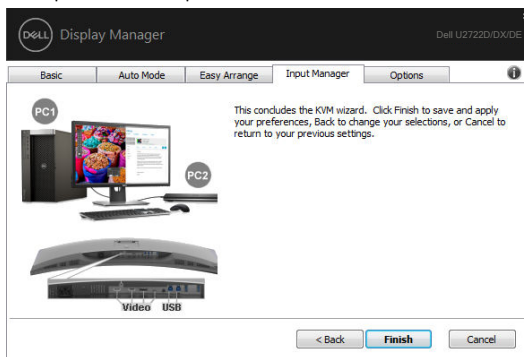 DELL Display Manager
Dell U2722D/DX/DE
Basic
Auto Mode
Easy Arrange
Input Manager
Options
PC1
PC2
Video USB
This concludes the KVM wizard. Click Finish to save and apply
your preferences, Back to change your selections, or Cancel to
return to your previous settings.
< Back
Finish
Cancel